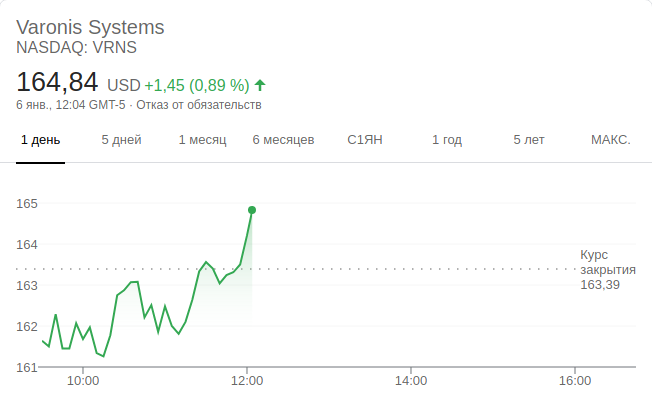 Varonis Systems
NASDAQ: VRNS
164,84 USD +1,45 (0,89 %)
6 янв., 12:04 GMT-5 · Отказ от обязательств
1 день 5 дней 1 месяц 6 месяцев С1ЯН 1 год 5 лет МАКС.
165
164
Курс
закрытия
163,39
163
162
161
10:00 12:00 14:00 16:00